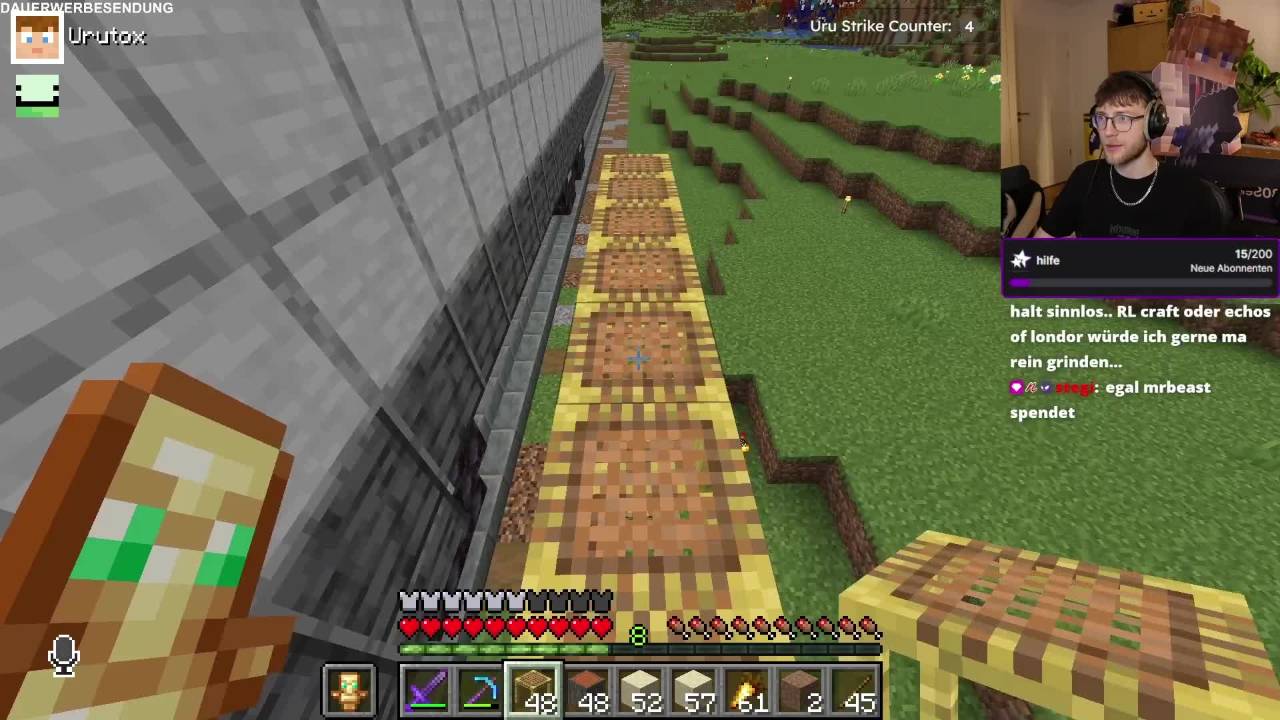 DAUERWERBESENDUNG
Urutox
Uru Strike Counter: 4
hilfe
15/200
Neue Abonnenten
halt sinnlos.. RL craft oder echos
of londor würde ich gerne ma
rein grinden...
stegi: egal mrbeast
spendet
8
48 48 52 57 61 2 45